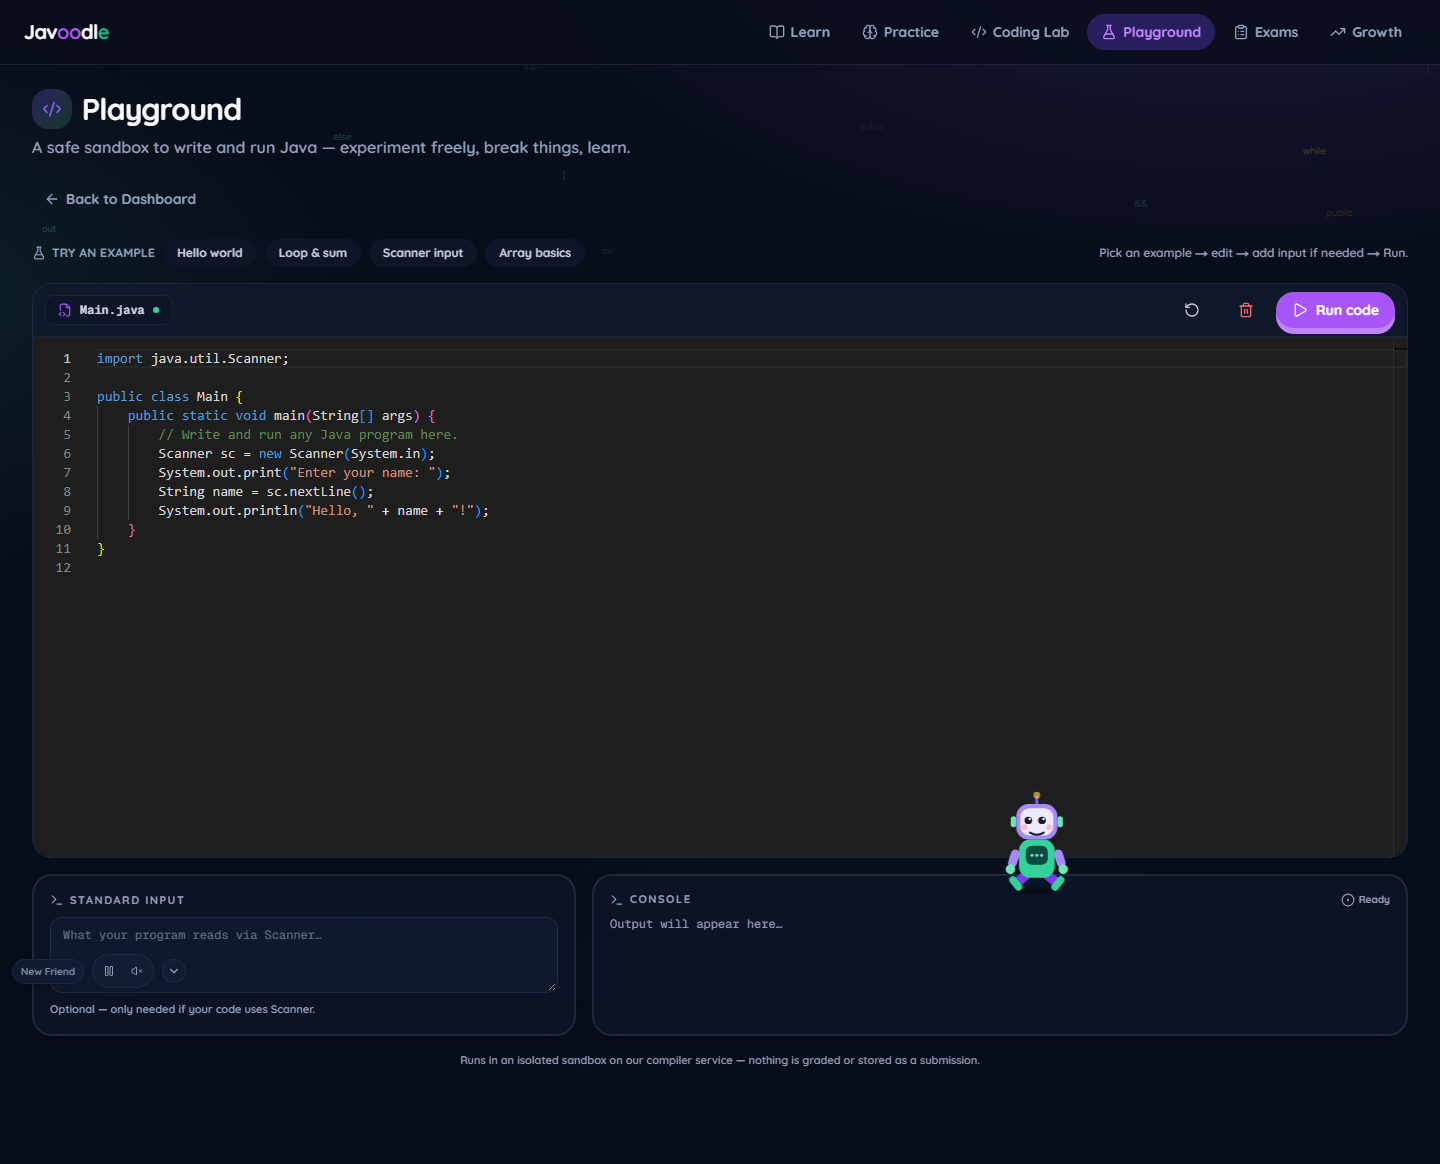 Javoodle
Learn
Practice
Coding Lab
Playground
Exams
Growth
&&
Playground
else
public
while
A safe sandbox to write and run Java — experiment freely, break things, learn.
Back to Dashboard
&&
public
out
TRY AN EXAMPLE
Hello world
Loop & sum
Scanner input
Array basics
for
Pick an example → edit → add input if needed → Run.
Main.java
Run code
1 import java.util.Scanner;
2
3 public class Main {
4     public static void main(String[] args) {
5         // Write and run any Java program here.
6         Scanner sc = new Scanner(System.in);
7         System.out.print("Enter your name: ");
8         String name = sc.nextLine();
9         System.out.println("Hello, " + name + "!");
10     }
11 }
12
STANDARD INPUT
What your program reads via Scanner…
New Friend
Optional — only needed if your code uses Scanner.
CONSOLE
Ready
Output will appear here…
Runs in an isolated sandbox on our compiler service — nothing is graded or stored as a submission.